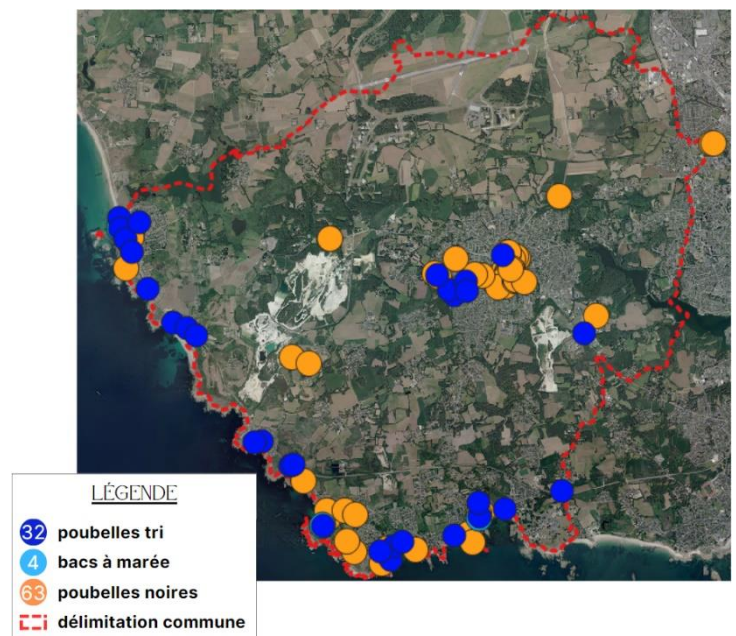 LÉGENDE
32 poubelles tri
4 bacs à marée
63 poubelles noires
délimitation commune